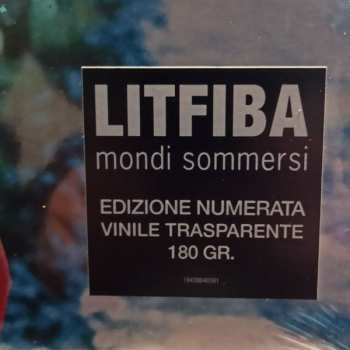 LITFIBA
mondi sommersi
EDIZIONE NUMERATA
VINILE TRASPARENTE
180 GR.